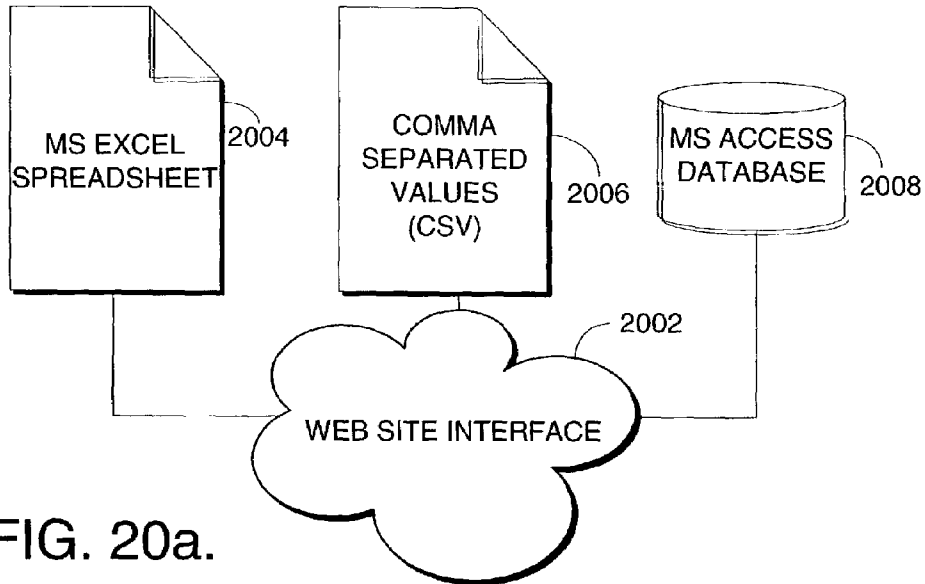 MS EXCEL
SPREADSHEET
2004
COMMA
SEPARATED
VALUES
(CSV)
2006
MS ACCESS
DATABASE
2008
2002
WEB SITE INTERFACE
FIG. 20a.